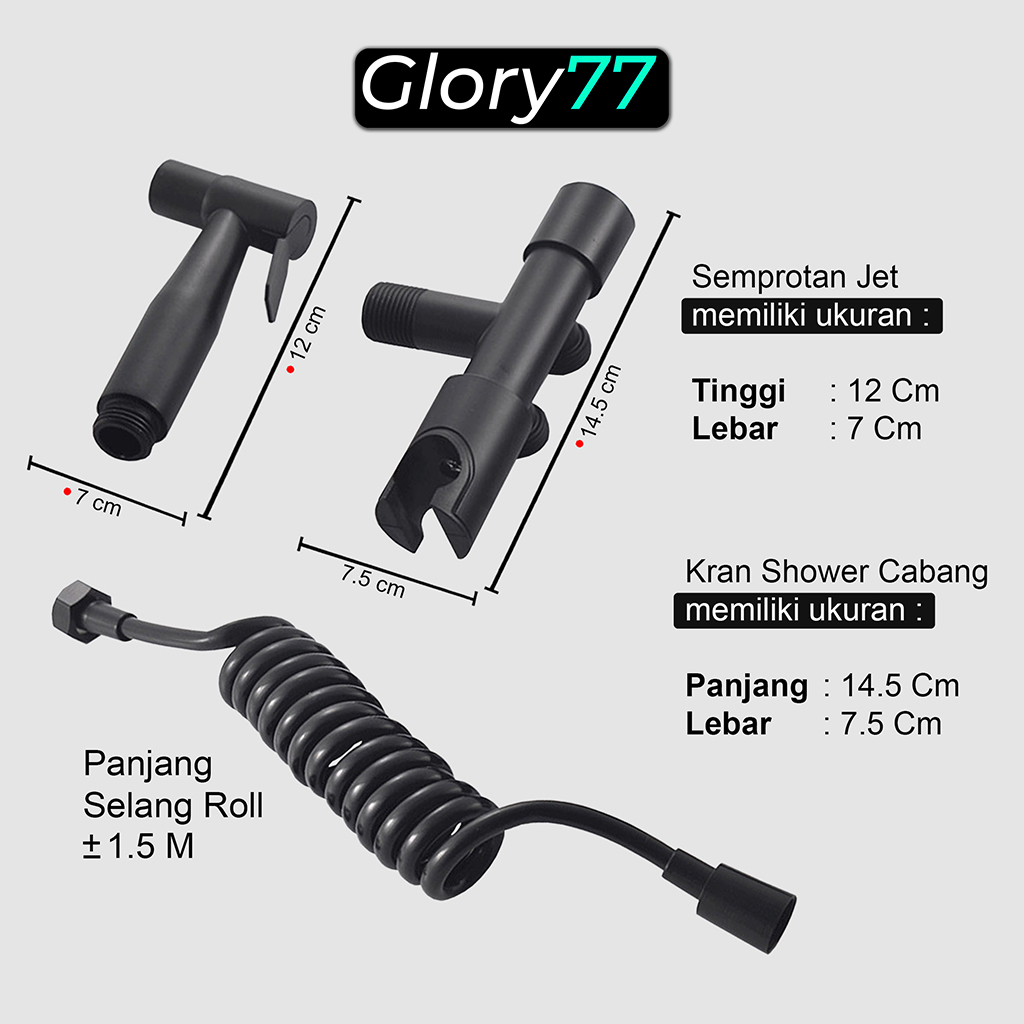 Glory77
12 cm
7 cm
14.5 cm
7.5 cm
Semprotan Jet
memiliki ukuran :
Tinggi : 12 Cm
Lebar : 7 Cm
Kran Shower Cabang
memiliki ukuran :
Panjang : 14.5 Cm
Lebar : 7.5 Cm
Panjang
Selang Roll
± 1.5 M